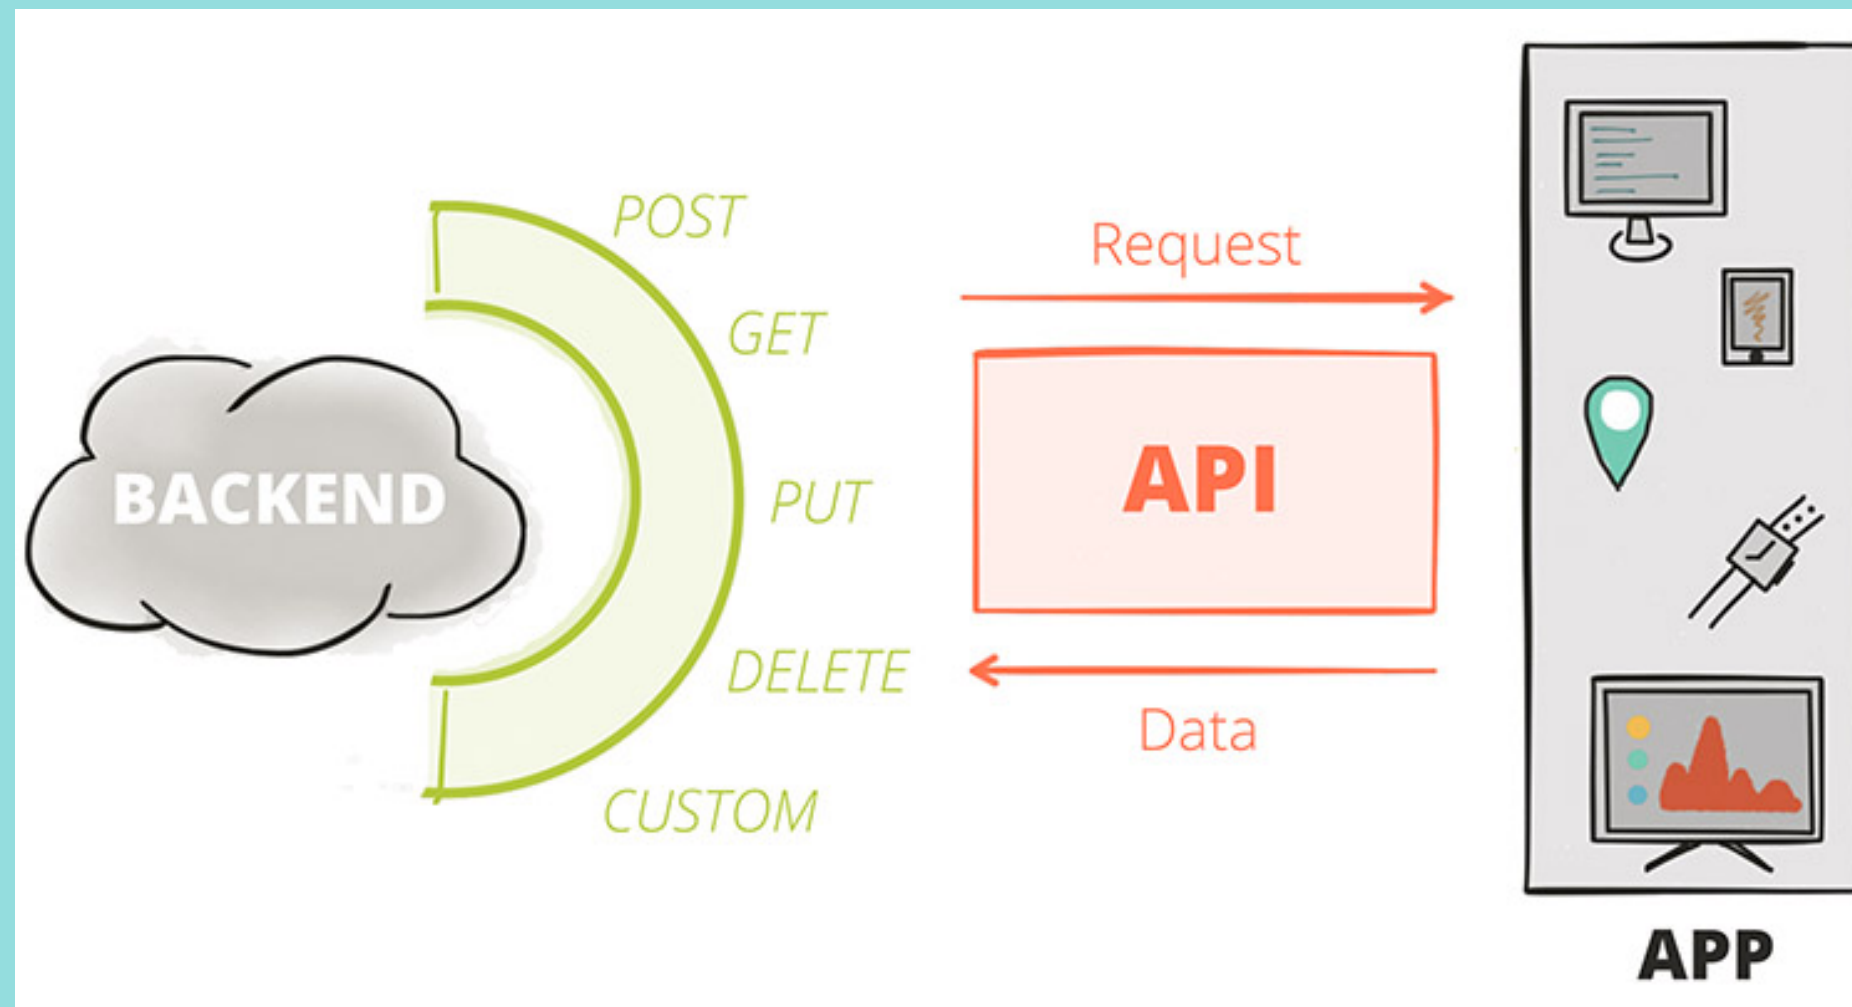 POST
GET
PUT
DELETE
CUSTOM
BACKEND
Request
API
Data
APP